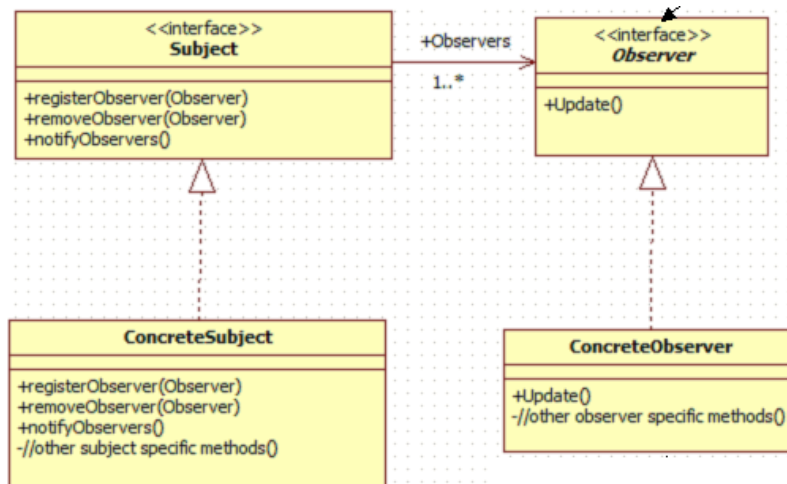 <<interface>>
Subject
+registerObserver(Observer)
+removeObserver(Observer)
+notifyObservers()
+Observers
1..*
<<interface>>
Observer
+Update()
ConcreteSubject
+registerObserver(Observer)
+removeObserver(Observer)
+notifyObservers()
-//other subject specific methods()
ConcreteObserver
+Update()
-//other observer specific methods()